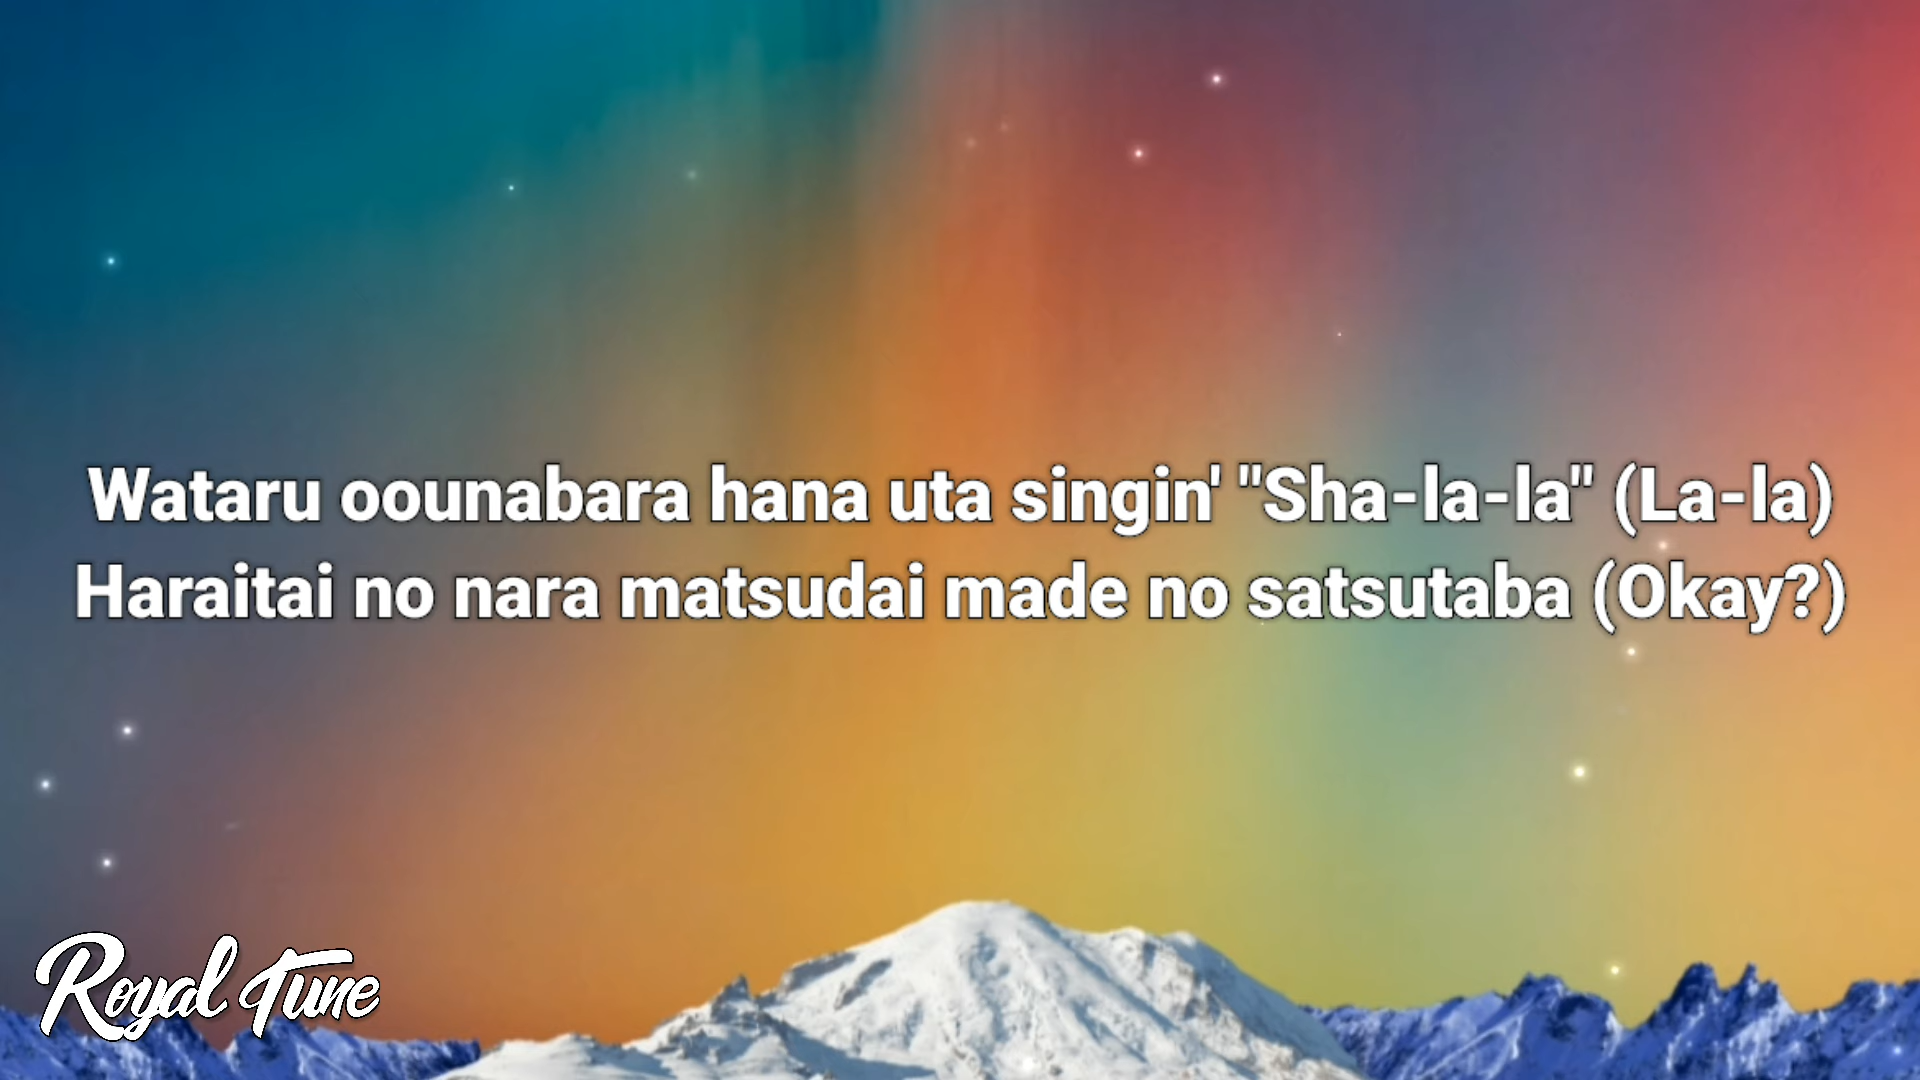 Wataru oounabara hana uta singin' "Sha-la-la" (La-la)
Haraitai no nara matsudai made no satsutaba (Okay?)
Royal Tune